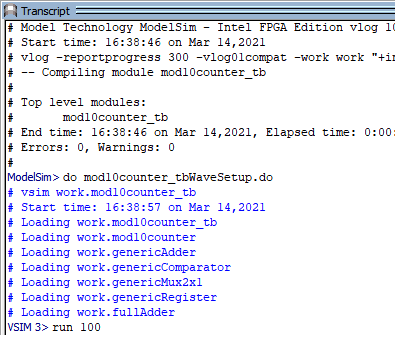 Transcript
# Model Technology ModelSim - Intel FPGA Edition vlog 10
# Start time: 16:38:46 on Mar 14,2021
# vlog -reportprogress 300 -vlog01compat -work work "+in
# -- Compiling module mod10counter_tb
#
# Top level modules:
# mod10counter_tb
# End time: 16:38:46 on Mar 14,2021, Elapsed time: 0:00:
# Errors: 0, Warnings: 0
#
ModelSim> do mod10counter_tbWaveSetup.do
# vsim work.mod10counter_tb
# Start time: 16:38:57 on Mar 14,2021
# Loading work.mod10counter_tb
# Loading work.mod10counter
# Loading work.genericAdder
# Loading work.genericComparator
# Loading work.genericMux2x1
# Loading work.genericRegister
# Loading work.fullAdder
VSIM 3> run 100